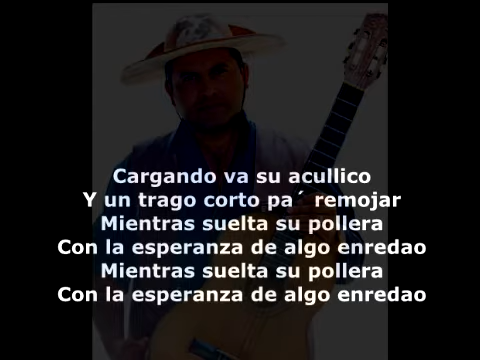 Cargando va su acullico
Y un trago corto pa´ remojar
Mientras suelta su pollera
Con la esperanza de algo enredao
Mientras suelta su pollera
Con la esperanza de algo enredao